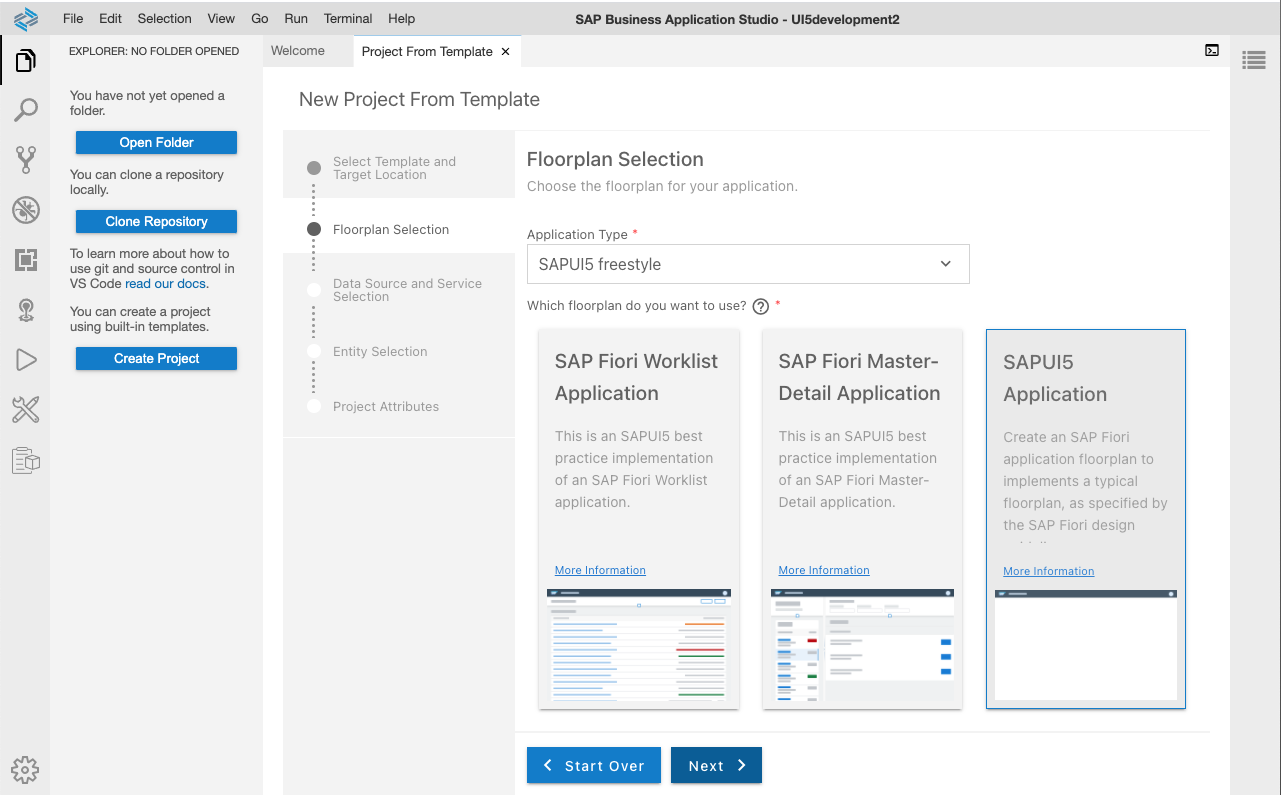 File Edit Selection View Go Run Terminal Help
SAP Business Application Studio - UI5development2
EXPLORER: NO FOLDER OPENED
Welcome
Project From Template ×
You have not yet opened a
folder.
Open Folder
You can clone a repository
locally.
Clone Repository
To learn more about how to
use git and source control in
VS Code read our docs.
You can create a project
using built-in templates.
Create Project
New Project From Template
Select Template and
Target Location
Floorplan Selection
Data Source and Service
Selection
Entity Selection
Project Attributes
Floorplan Selection
Choose the floorplan for your application.
Application Type *
SAPUI5 freestyle
Which floorplan do you want to use? ? *
SAP Fiori Worklist
Application
This is an SAPUI5 best
practice implementation
of an SAP Fiori Worklist
application.
More Information
SAP Fiori Master-
Detail Application
This is an SAPUI5 best
practice implementation
of an SAP Fiori Master-
Detail application.
More Information
SAPUI5
Application
Create an SAP Fiori
application floorplan to
implements a typical
floorplan, as specified by
the SAP Fiori design
More Information
Start Over
Next